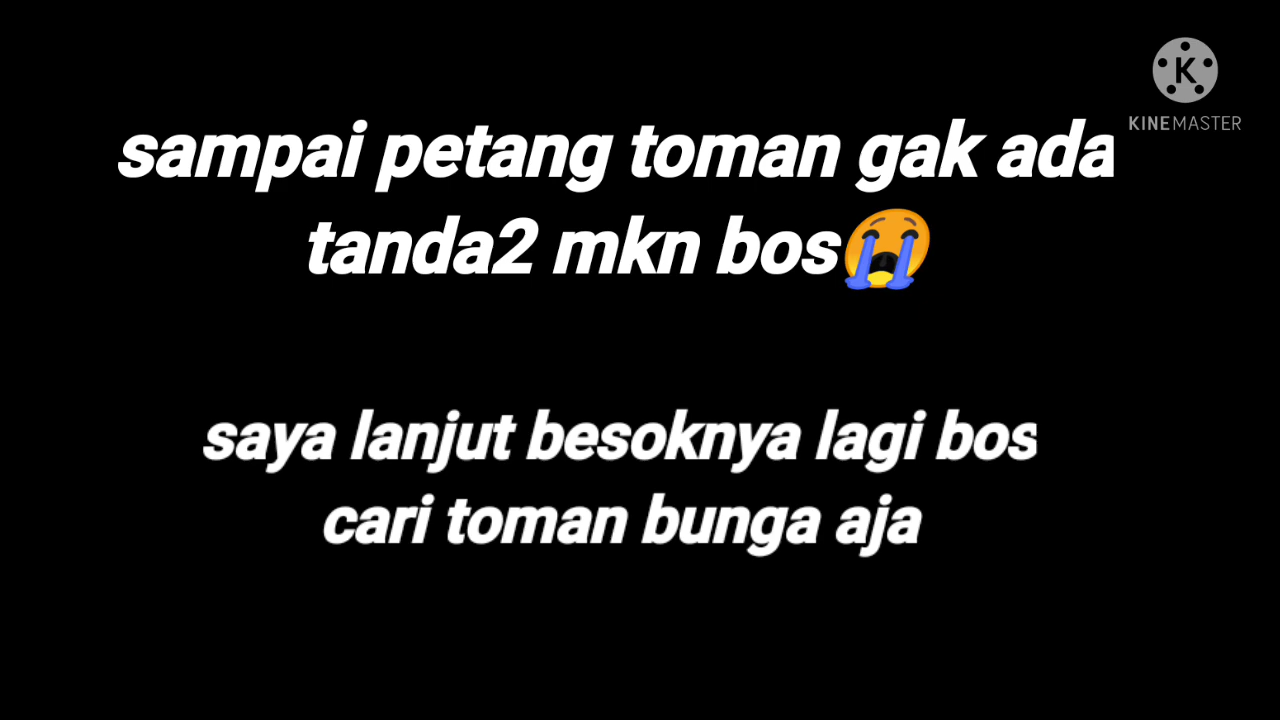 KINEMASTER
sampai petang toman gak ada
tanda2 mkn bos😭
saya lanjut besoknya lagi bos
cari toman bunga aja